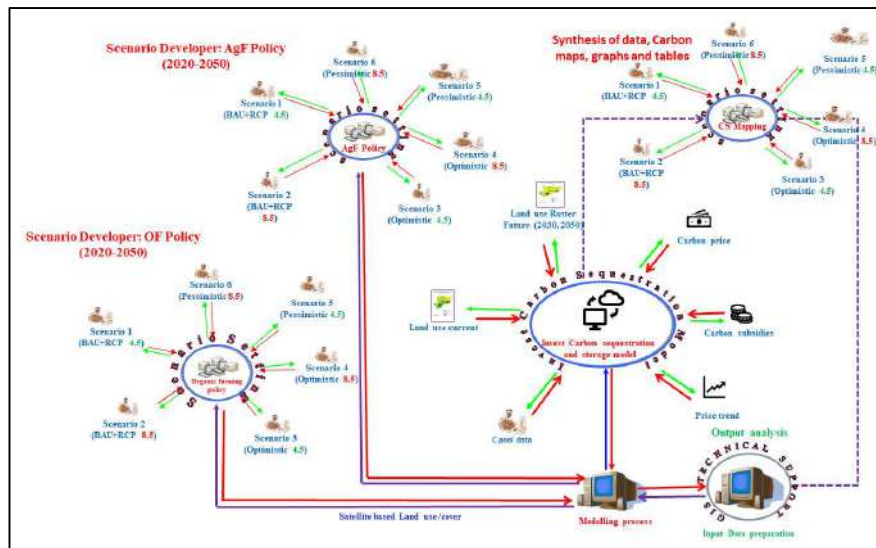 Scenario Developer: AgF Policy
(2020-2050)
Scenario 6
(Pessimistic 8.5)
Scenario 5
(Pessimistic 4.5)
Scenario 1
(BAU+RCP 4.5)
AgF Policy
Scenario 4
(Optimistic 8.5)
Scenario 2
(BAU+RCP
8.5)
Scenario 3
(Optimistic 4.5)
Synthesis of data, Carbon
maps, graphs and tables
Scenario 6
(Pessimistic 8.5)
Scenario 5
(Pessimistic 4.5)
Scenario 1
(BAU+RCP 4.5)
CS Mapping
Scenario 4
(Optimistic 8.5)
Scenario 2
(BAU+RCP
8.5)
Scenario 3
(Optimistic 4.5)
Scenario Developer: OF Policy
(2020-2050)
Scenario 6
(Pessimistic 8.5)
Scenario 5
(Pessimistic 4.5)
Scenario 1
(BAU+RCP 4.5)
Scenario Setting
Organic farming
policy
Scenario 4
(Optimistic 8.5)
Scenario 2
(BAU+RCP 8.5)
Scenario 3
(Optimistic 4.5)
Land use Raster
Future (2030, 2050)
Carbon price
Invest Carbon Sequestration Model
Land use current
Invest Carbon sequestration
and storage model
Carbon subsidies
Cpool data
Price trend
Output analysis
GIS TECHNICAL SUPPORT
Satellite based Land use /cover
Modelling process
Input Data preparation